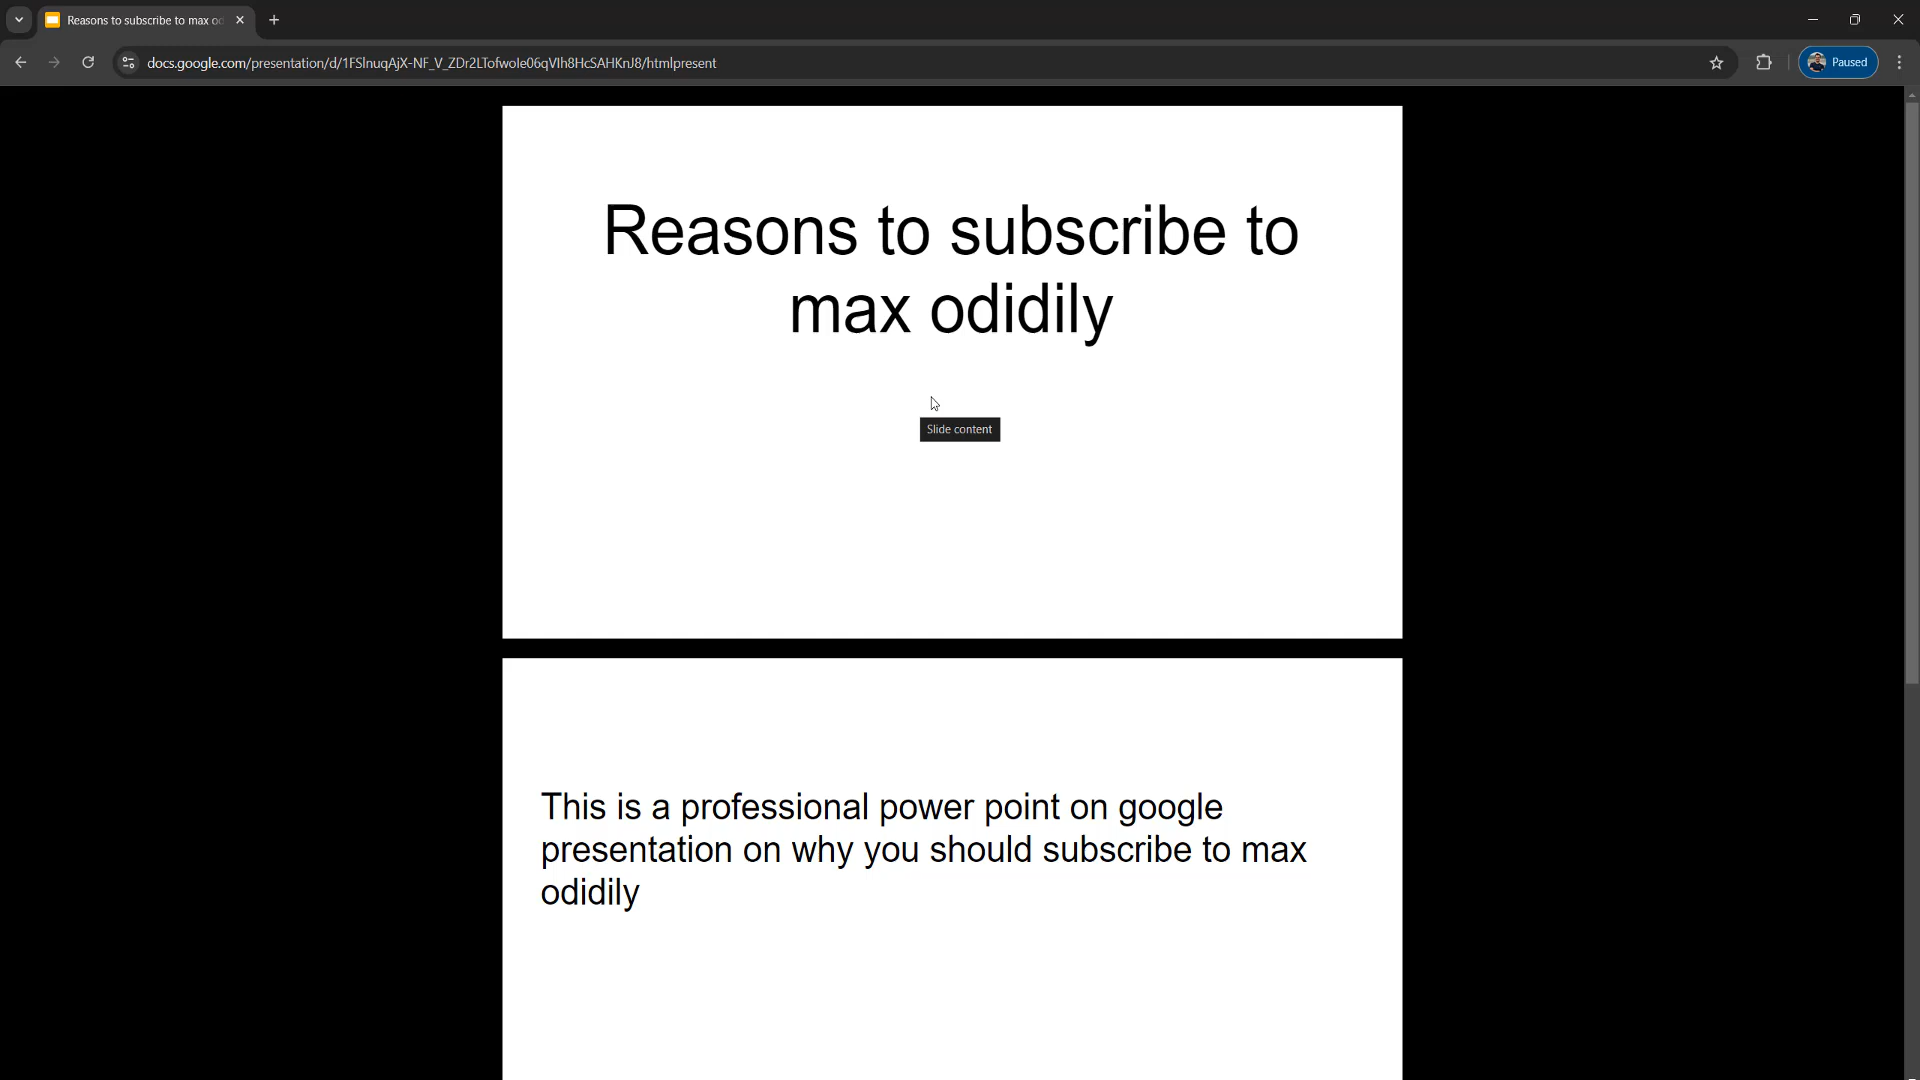 Reasons to subscribe to max od
docs.google.com/presentation/d/1FSlnuqAjX-NF_V_ZDr2LTofwole06qVIh8HcSAHKnJ8/htmlpresent
Paused
Reasons to subscribe to
max odidily
Slide content
This is a professional power point on google
presentation on why you should subscribe to max
odidily